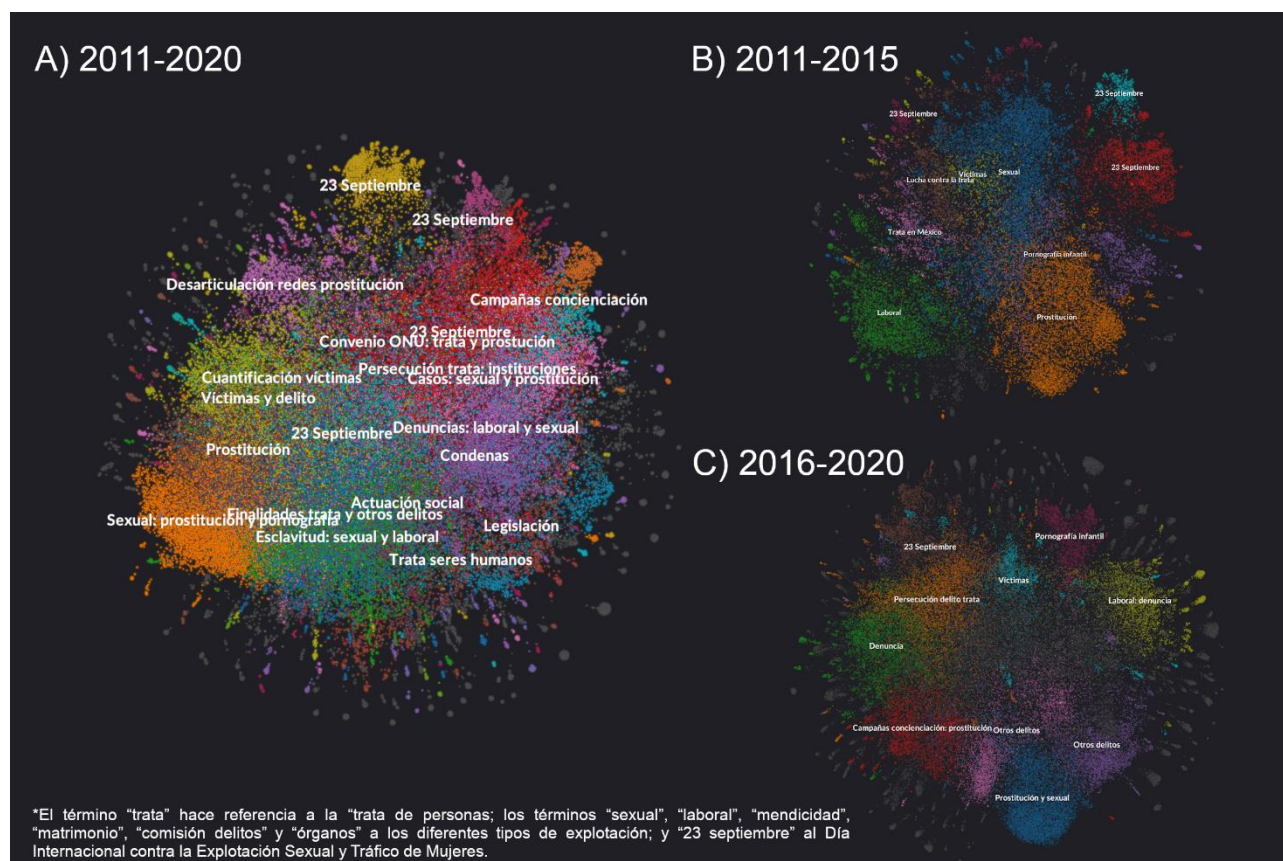 A) 2011-2020
23 Septiembre
23 Septiembre
Desarticulación redes prostitución
Campañas concienciación
23 Septiembre
Convenio ONU: trata y prostución
Persecución trata: instituciones
Cuantificación víctimas
Casos: sexual y prostitución
Víctimas y delito
Denuncias: laboral y sexual
23 Septiembre
Prostitución
Condenas
Actuación social
Finalidades trata y otros delitos
Sexual: prostitución y pornografía
Legislación
Esclavitud: sexual y laboral
Trata seres humanos
B) 2011-2015
23 Septiembre
23 Septiembre
23 Septiembre
Víctimas
Sexual
Lucha contra la trata
Trata en México
Pornografía infantil
Laboral
Prostitución
C) 2016-2020
Pornografía infantil
23 Septiembre
Víctimas
Persecución delito trata
Laboral: denuncia
Denuncia
Campañas concienciación: prostitución
Otros delitos
Otros delitos
Prostitución y sexual
*El término “trata” hace referencia a la “trata de personas; los términos “sexual”, “laboral”, “mendicidad”,
“matrimonio”, “comisión delitos” y “órganos” a los diferentes tipos de explotación; y “23 septiembre” al Día
Internacional contra la Explotación Sexual y Tráfico de Mujeres.